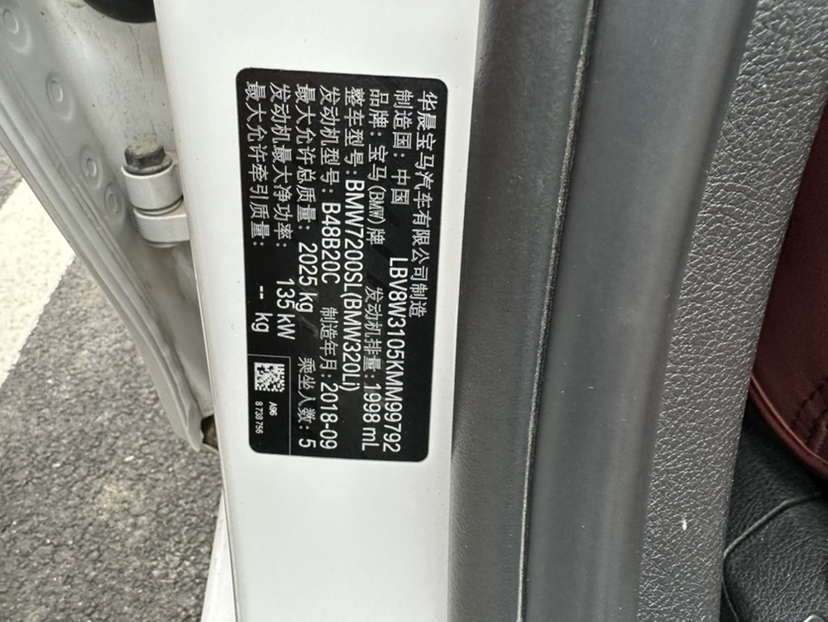 华晨宝马汽车有限公司制造
制造国：中国 LBV8W3105KMM99792
品牌：宝马(BMW)牌 发动机排量：1998 mL
整车型号：BMW7200SL(BMW320Li)
发动机型号：B48B20C 制造年月：2018-09
最大允许总质量：2025 kg 乘坐人数：5
发动机最大净功率：135 kW
最大允许牵引质量：-- kg
A96
8 738 756